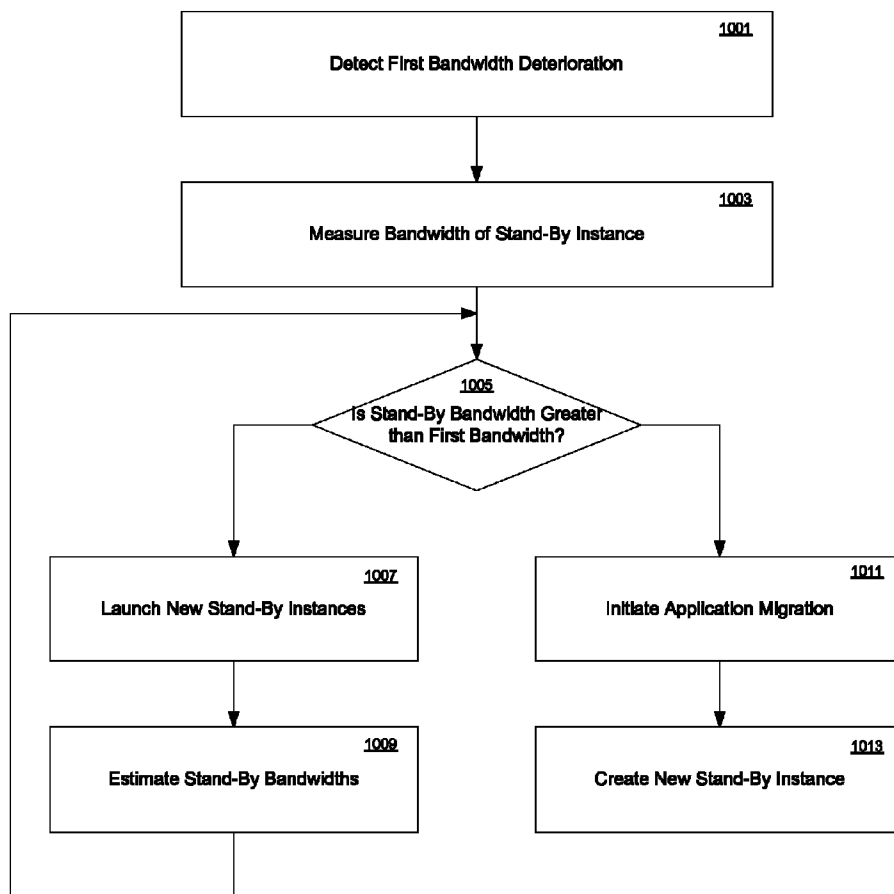 1001
Detect First Bandwidth Deterioration
1003
Measure Bandwidth of Stand-By Instance
1005
Is Stand-By Bandwidth Greater
than First Bandwidth?
1007
Launch New Stand-By Instances
1009
Estimate Stand-By Bandwidths
1011
Initiate Application Migration
1013
Create New Stand-By Instance